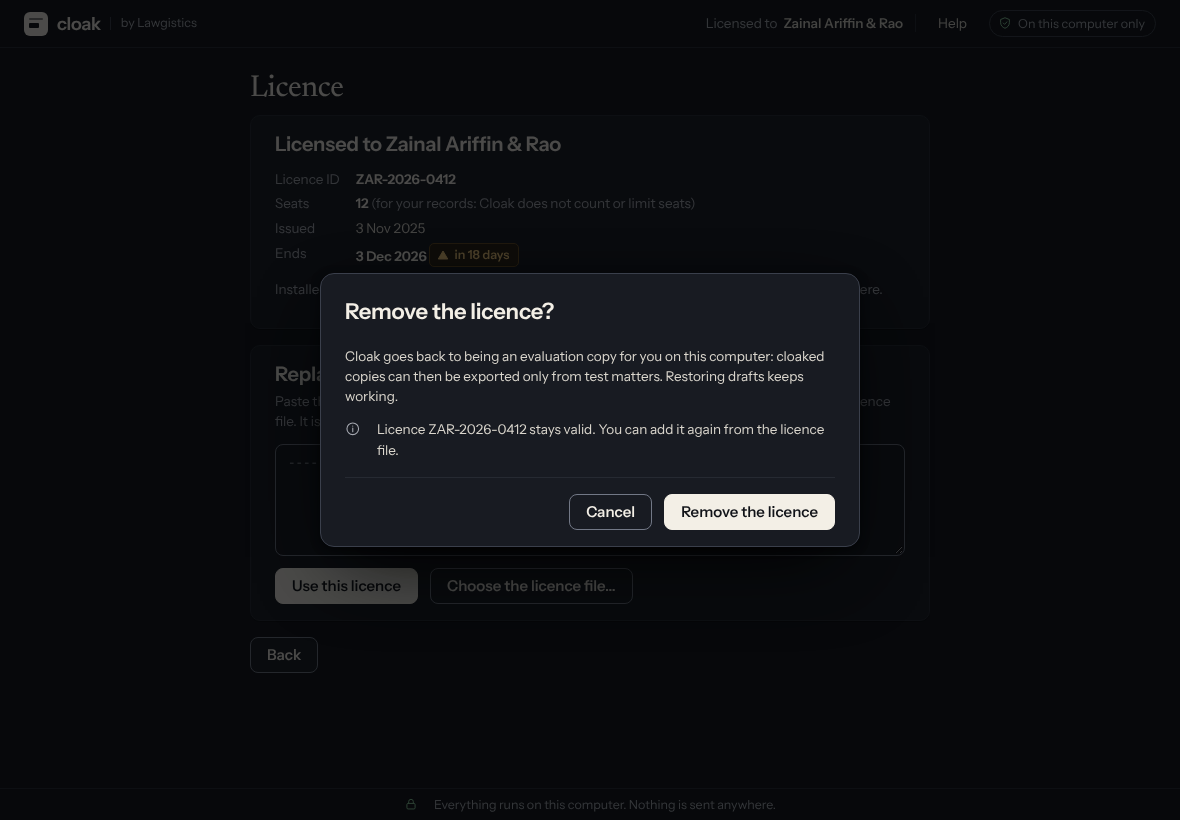 cloak by Lawgistics
Licensed to Zainal Ariffin & Rao Help On this computer only
Licence
Licensed to Zainal Ariffin & Rao
Licence ID ZAR-2026-0412
Seats 12 (for your records: Cloak does not count or limit seats)
Issued 3 Nov 2025
Ends 3 Dec 2026 in 18 days
Remove the licence?
Cloak goes back to being an evaluation copy for you on this computer: cloaked
copies can then be exported only from test matters. Restoring drafts keeps
working.
Licence ZAR-2026-0412 stays valid. You can add it again from the licence
file.
Cancel Remove the licence
Paste
file. It is
Use this licence Choose the licence file...
Back
Everything runs on this computer. Nothing is sent anywhere.